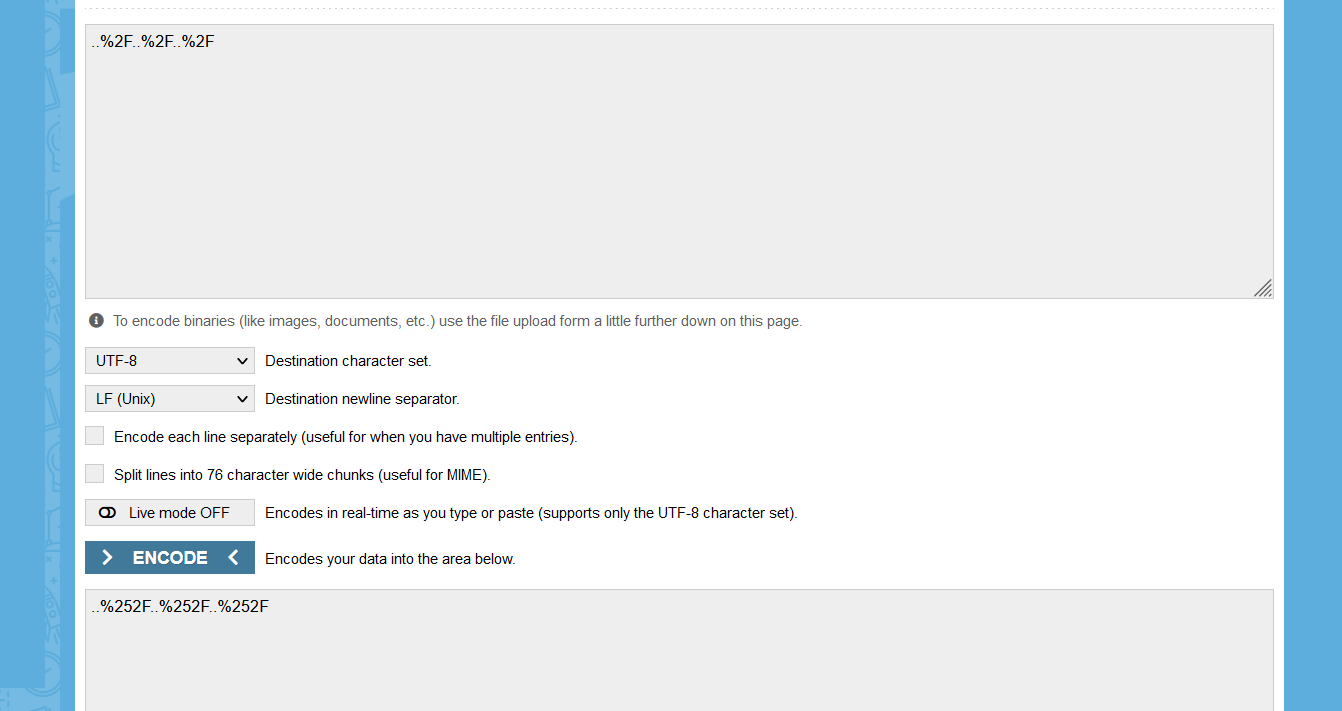 ..%2F..%2F..%2F
To encode binaries (like images, documents, etc.) use the file upload form a little further down on this page.
UTF-8 Destination character set.
LF (Unix) Destination newline separator.
Encode each line separately (useful for when you have multiple entries).
Split lines into 76 character wide chunks (useful for MIME).
Live mode OFF Encodes in real-time as you type or paste (supports only the UTF-8 character set).
> ENCODE < Encodes your data into the area below.
..%252F..%252F..%252F